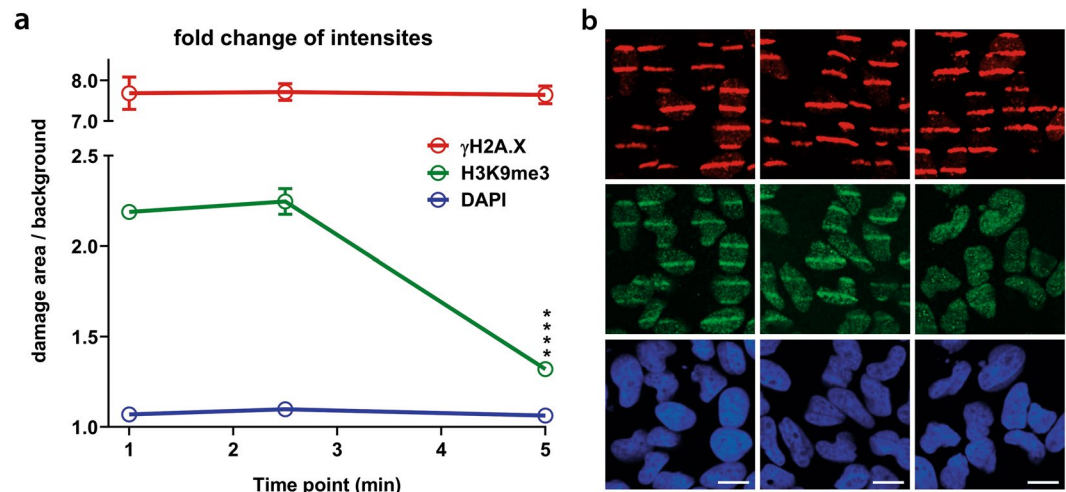 a
fold change of intensites
damage area / background
8.0
7.0
2.5
2.0
1.5
1.0
γH2A.X
H3K9me3
DAPI
****
1
2
3
4
5
Time point (min)
b